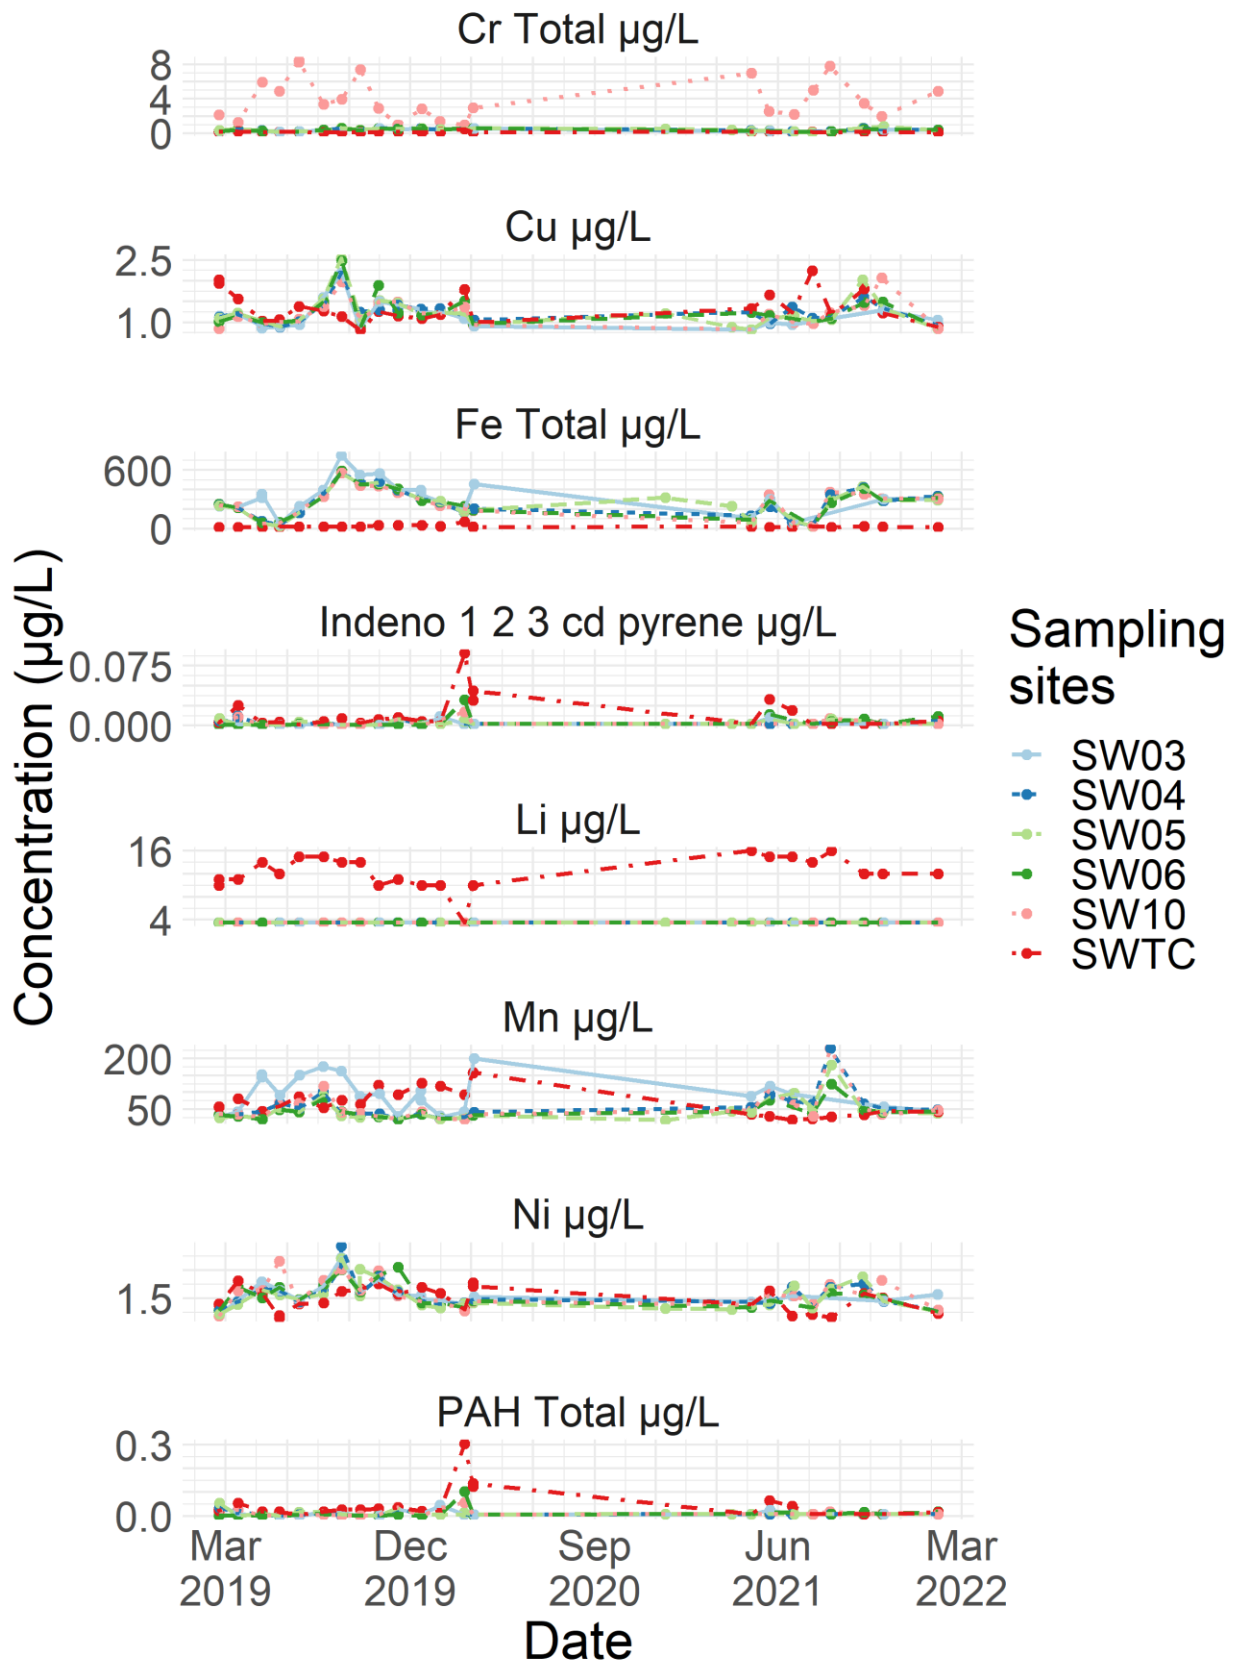 Cr Total µg/L
8
4
0
Cu µg/L
2.5
1.0
Fe Total µg/L
600
0
Indeno 1 2 3 cd pyrene µg/L
0.075
0.000
Li µg/L
16
4
Mn µg/L
200
50
Ni µg/L
1.5
PAH Total µg/L
0.3
0.0
Mar
2019
Dec
2019
Sep
2020
Jun
2021
Mar
2022
Date
Concentration (µg/L)
Sampling
sites
SW03
SW04
SW05
SW06
SW10
SWTC